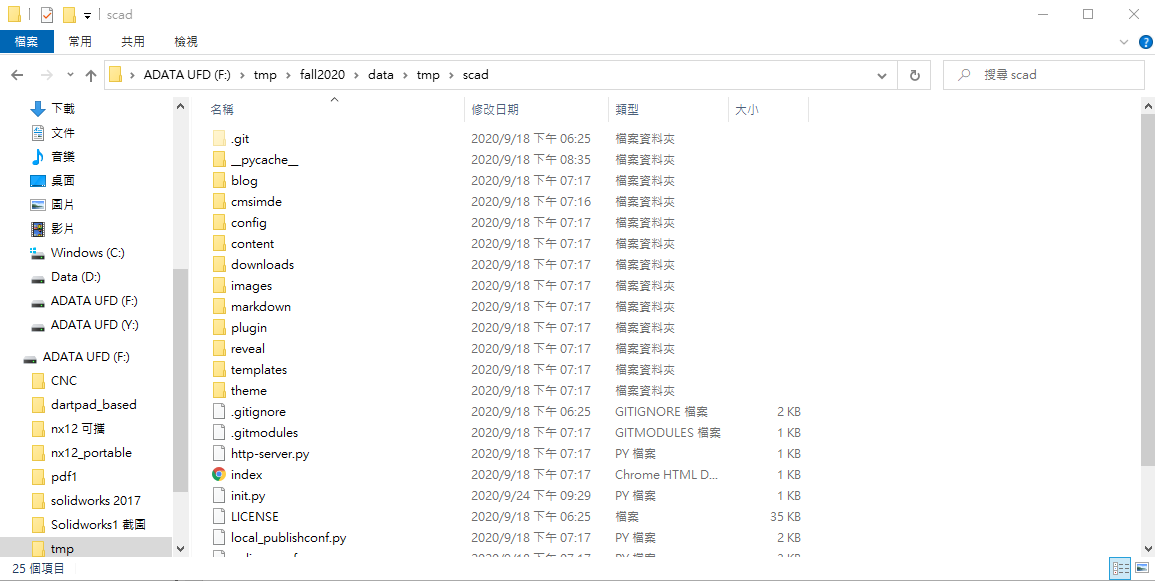 scad
檔案 常用 共用 檢視
ADATA UFD (F:) › tmp › fall2020 › data › tmp › scad 搜尋 scad
下載
文件
音樂
桌面
圖片
影片
Windows (C:)
Data (D:)
ADATA UFD (F:)
ADATA UFD (Y:)
ADATA UFD (F:)
CNC
dartpad_based
nx12 可攜
nx12_portable
pdf1
solidworks 2017
Solidworks1 截圖
tmp
名稱 修改日期 類型 大小
.git 2020/9/18 下午 06:25 檔案資料夾
__pycache__ 2020/9/18 下午 08:35 檔案資料夾
blog 2020/9/18 下午 07:17 檔案資料夾
cmsimde 2020/9/18 下午 07:16 檔案資料夾
config 2020/9/18 下午 07:17 檔案資料夾
content 2020/9/18 下午 07:17 檔案資料夾
downloads 2020/9/18 下午 07:17 檔案資料夾
images 2020/9/18 下午 07:17 檔案資料夾
markdown 2020/9/18 下午 07:17 檔案資料夾
plugin 2020/9/18 下午 07:17 檔案資料夾
reveal 2020/9/18 下午 07:17 檔案資料夾
templates 2020/9/18 下午 07:17 檔案資料夾
theme 2020/9/18 下午 07:17 檔案資料夾
.gitignore 2020/9/18 下午 06:25 GITIGNORE 檔案 2 KB
.gitmodules 2020/9/18 下午 07:17 GITMODULES 檔案 1 KB
http-server.py 2020/9/18 下午 07:17 PY 檔案 1 KB
index 2020/9/18 下午 07:17 Chrome HTML D... 1 KB
init.py 2020/9/24 下午 09:29 PY 檔案 1 KB
LICENSE 2020/9/18 下午 06:25 檔案 35 KB
local_publishconf.py 2020/9/18 下午 07:17 PY 檔案 2 KB
25 個項目